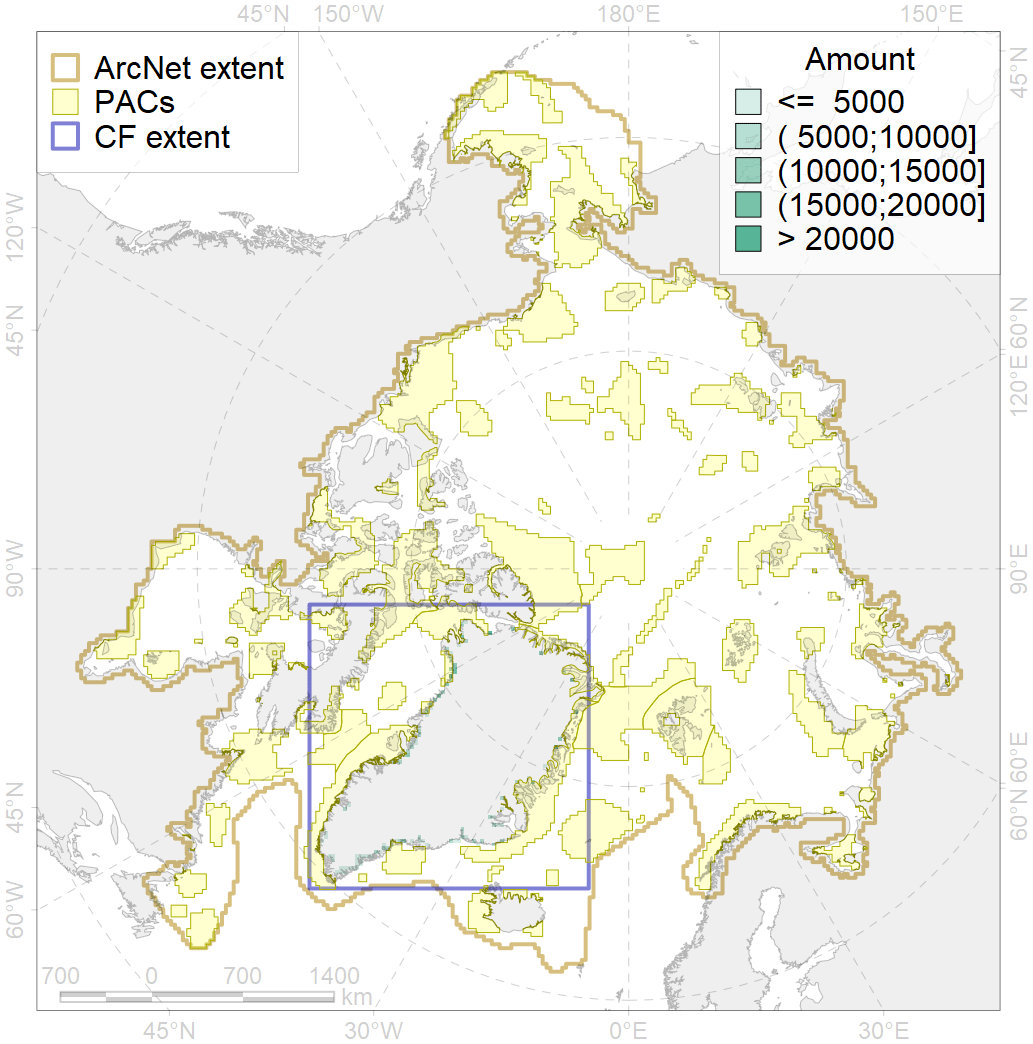 45°N 150°W 180°E 150°E
ArcNet extent
PACs
CF extent
Amount
<= 5000
( 5000;10000]
(10000;15000]
(15000;20000]
> 20000
45°N
120°W
45°N
60°N
120°E
90°W
90°E
45°N
60°N
60°W
700 0 700 1400
km
45°N 30°W 0°E 30°E